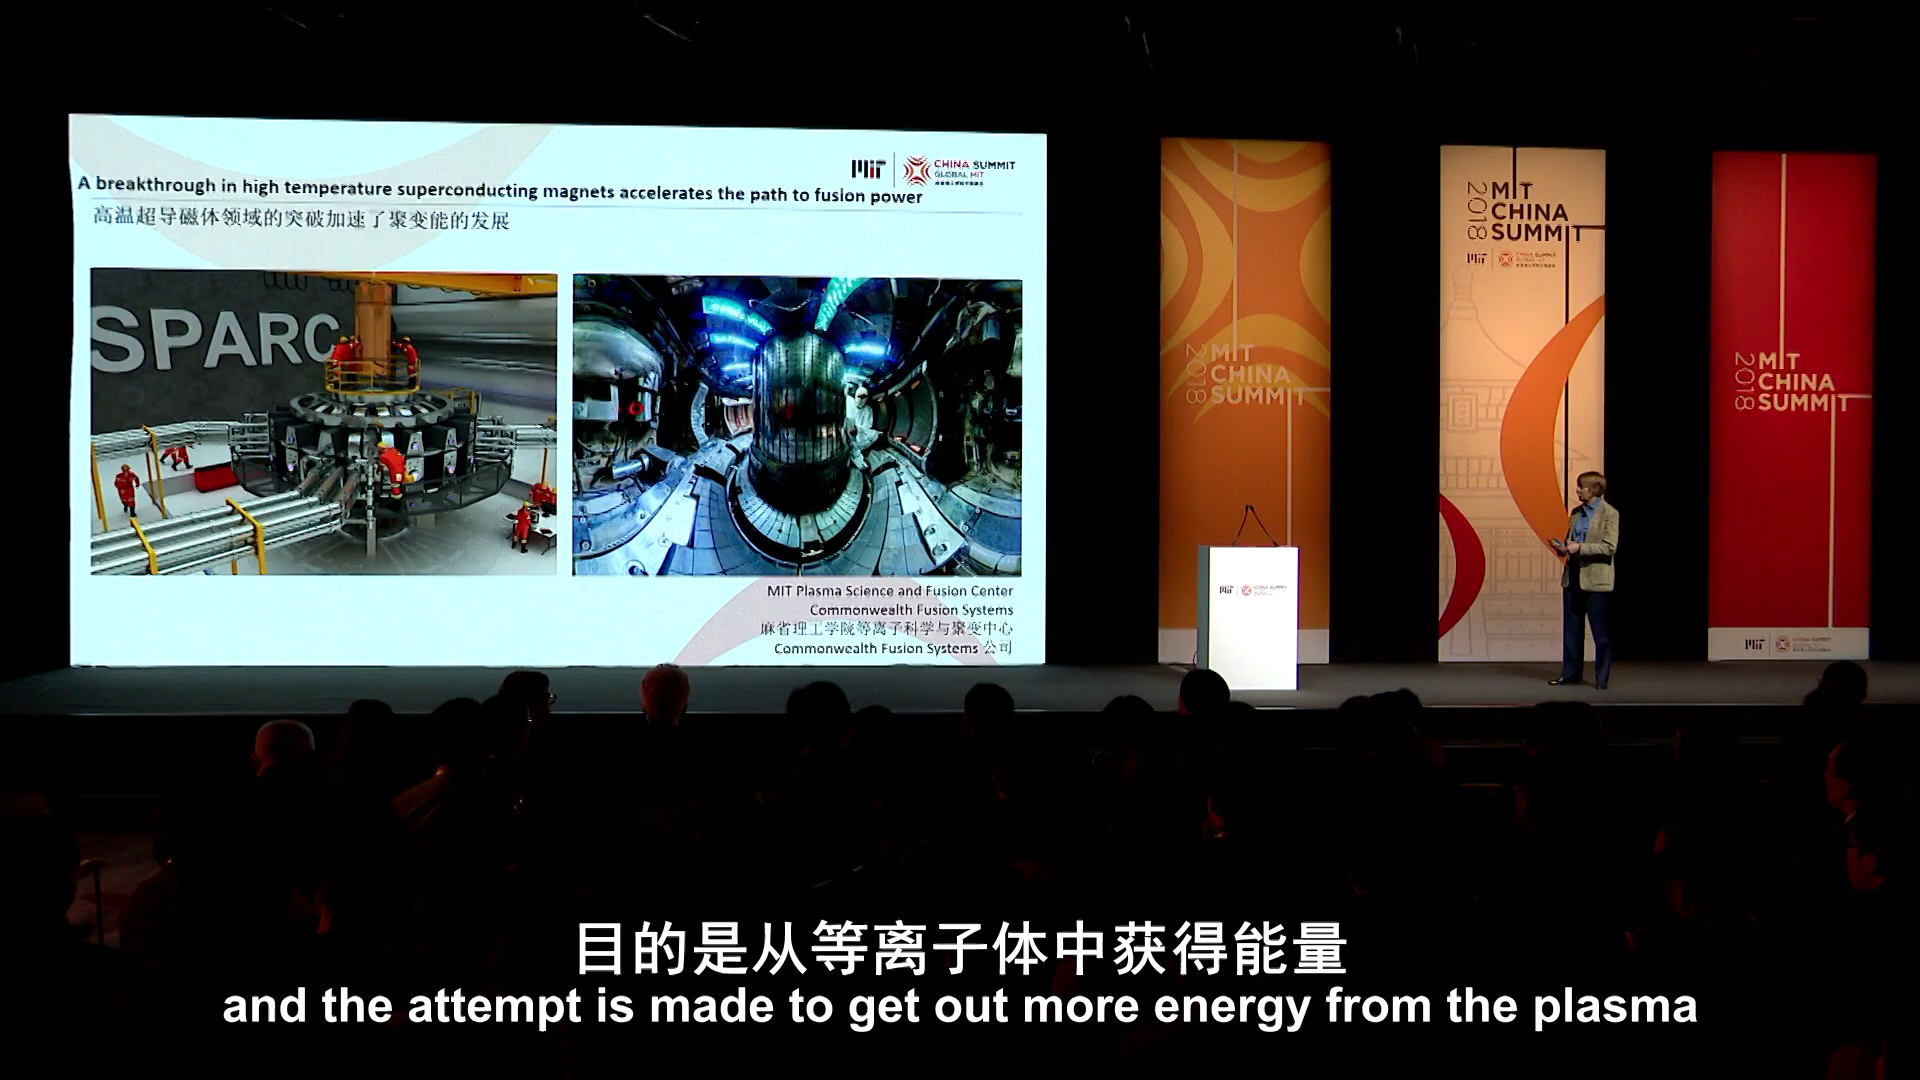 MIT
CHINA SUMMIT
GLOBAL MIT
A breakthrough in high temperature superconducting magnets accelerates the path to fusion power
高温超导磁体领域的突破加速了聚变能的发展
SPARC
MIT Plasma Science and Fusion Center
Commonwealth Fusion Systems
麻省理工学院等离子科学与聚变中心
Commonwealth Fusion Systems 公司
2018
MIT
CHINA
SUMMIT
2018
MIT
CHINA
SUMMIT
MIT
CHINA SUMMIT
2018
MIT
CHINA
SUMMIT
MIT
MIT
CHINA SUMMIT
目的是从等离子体中获得能量
and the attempt is made to get out more energy from the plasma